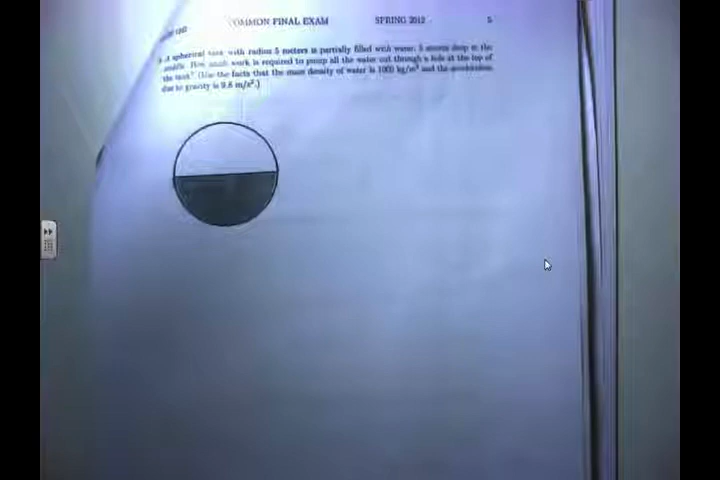 COMMON FINAL EXAM SPRING 2012 5
A spherical tank with radius 5 meters is partially filled with water, 5 meters deep in the
middle. How much work is required to pump all the water out through a hole at the top of
the tank? (Use the facts that the mass density of water is 1000 kg/m³ and the acceleration
due to gravity is 9.8 m/s².)